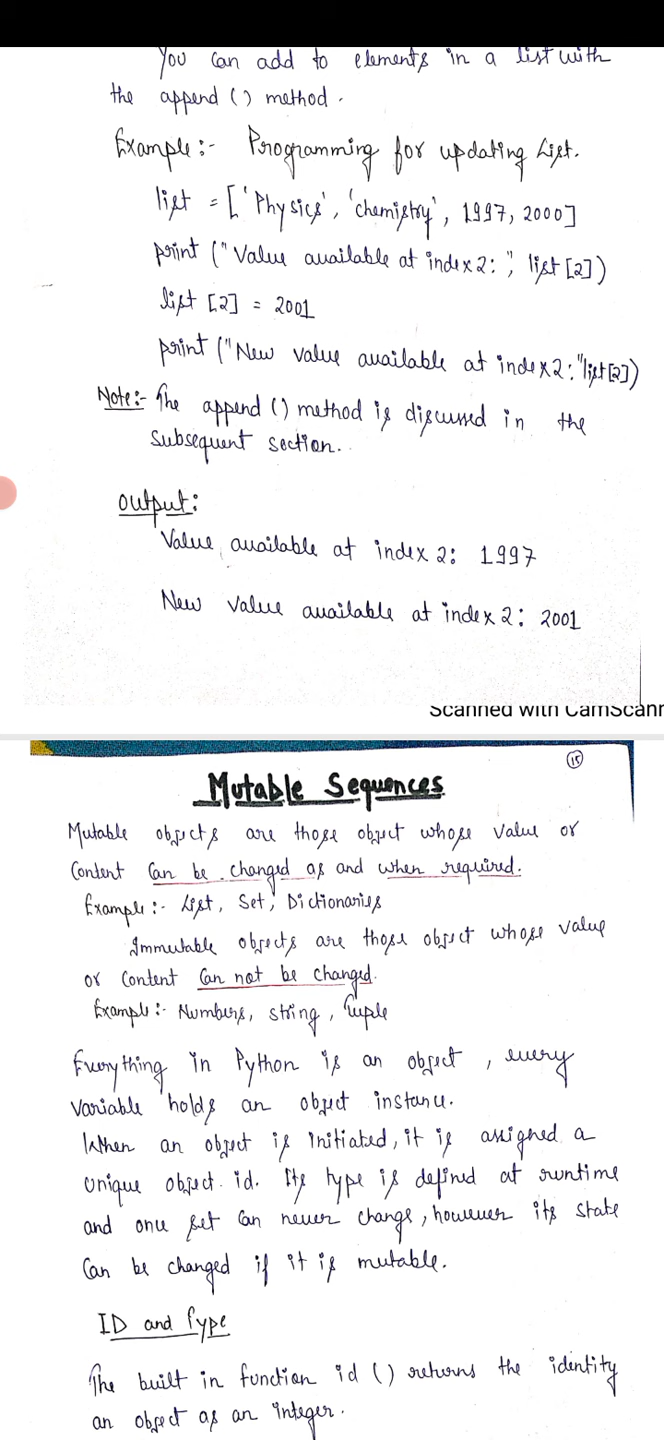 You can add to elements in a list with
the append () method.
Example:- Programming for updating List.
list = ['Physics', 'chemistry', 1997, 2000]
print ("Value available at index 2: ", list [2])
list [2] = 2001
print ("New value available at index 2:"list[2])
Note:- The append () method is discussed in the
subsequent section..
output:
Value available at index 2: 1997
New value available at index 2: 2001
Scanned with CamScann
15
Mutable Sequences
Mutable objects are those object whose value or
Content Can be changed as and when required.
Example:- List, Set, Dictionaries
Immutable objects are those object whose value
or Content Can not be changed.
Example:- Numbers, string, Tuple
Everything in Python is an object, every
variable holds an object instance.
When an object is Initiated, it is assigned a
unique object id. Its type is defined at runtime
and once set Can never change, however its state
Can be changed if it is mutable.
ID and Type
The built in function id () returns the identity
an object as an integer.